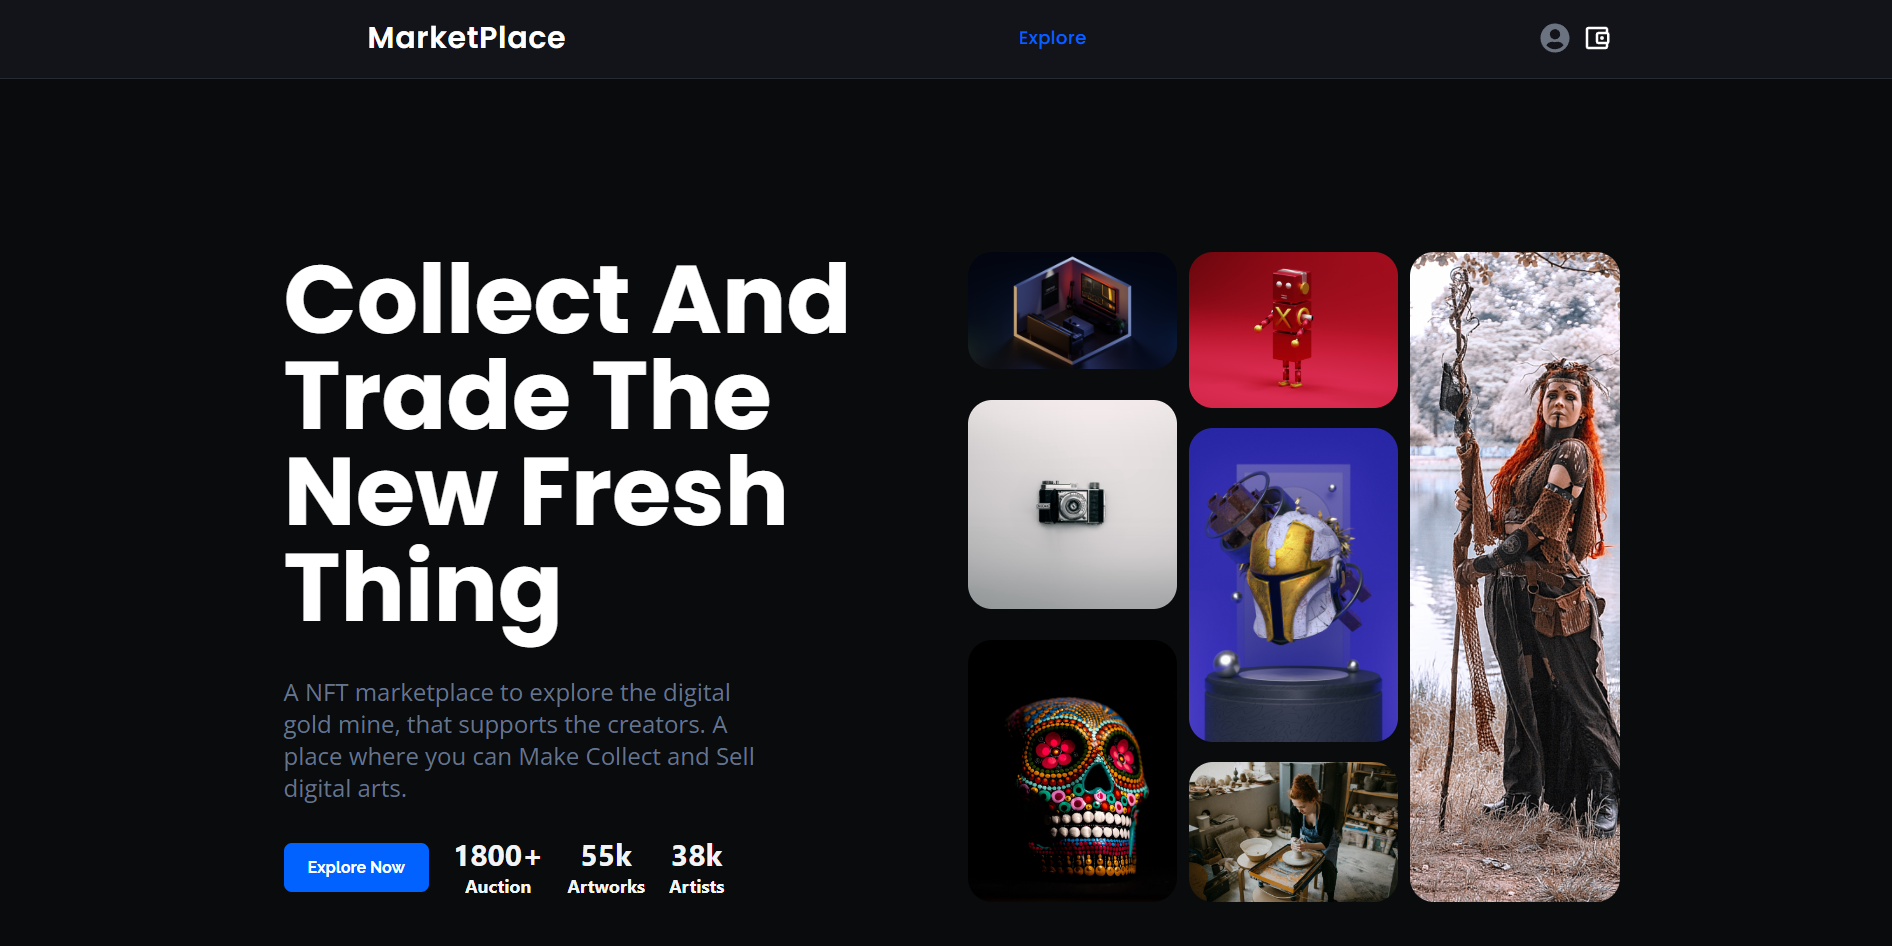 MarketPlace
Explore
Collect And
Trade The
New Fresh
Thing
A NFT marketplace to explore the digital
gold mine, that supports the creators. A
place where you can Make Collect and Sell
digital arts.
Explore Now
1800+
Auction
55k
Artworks
38k
Artists
XO